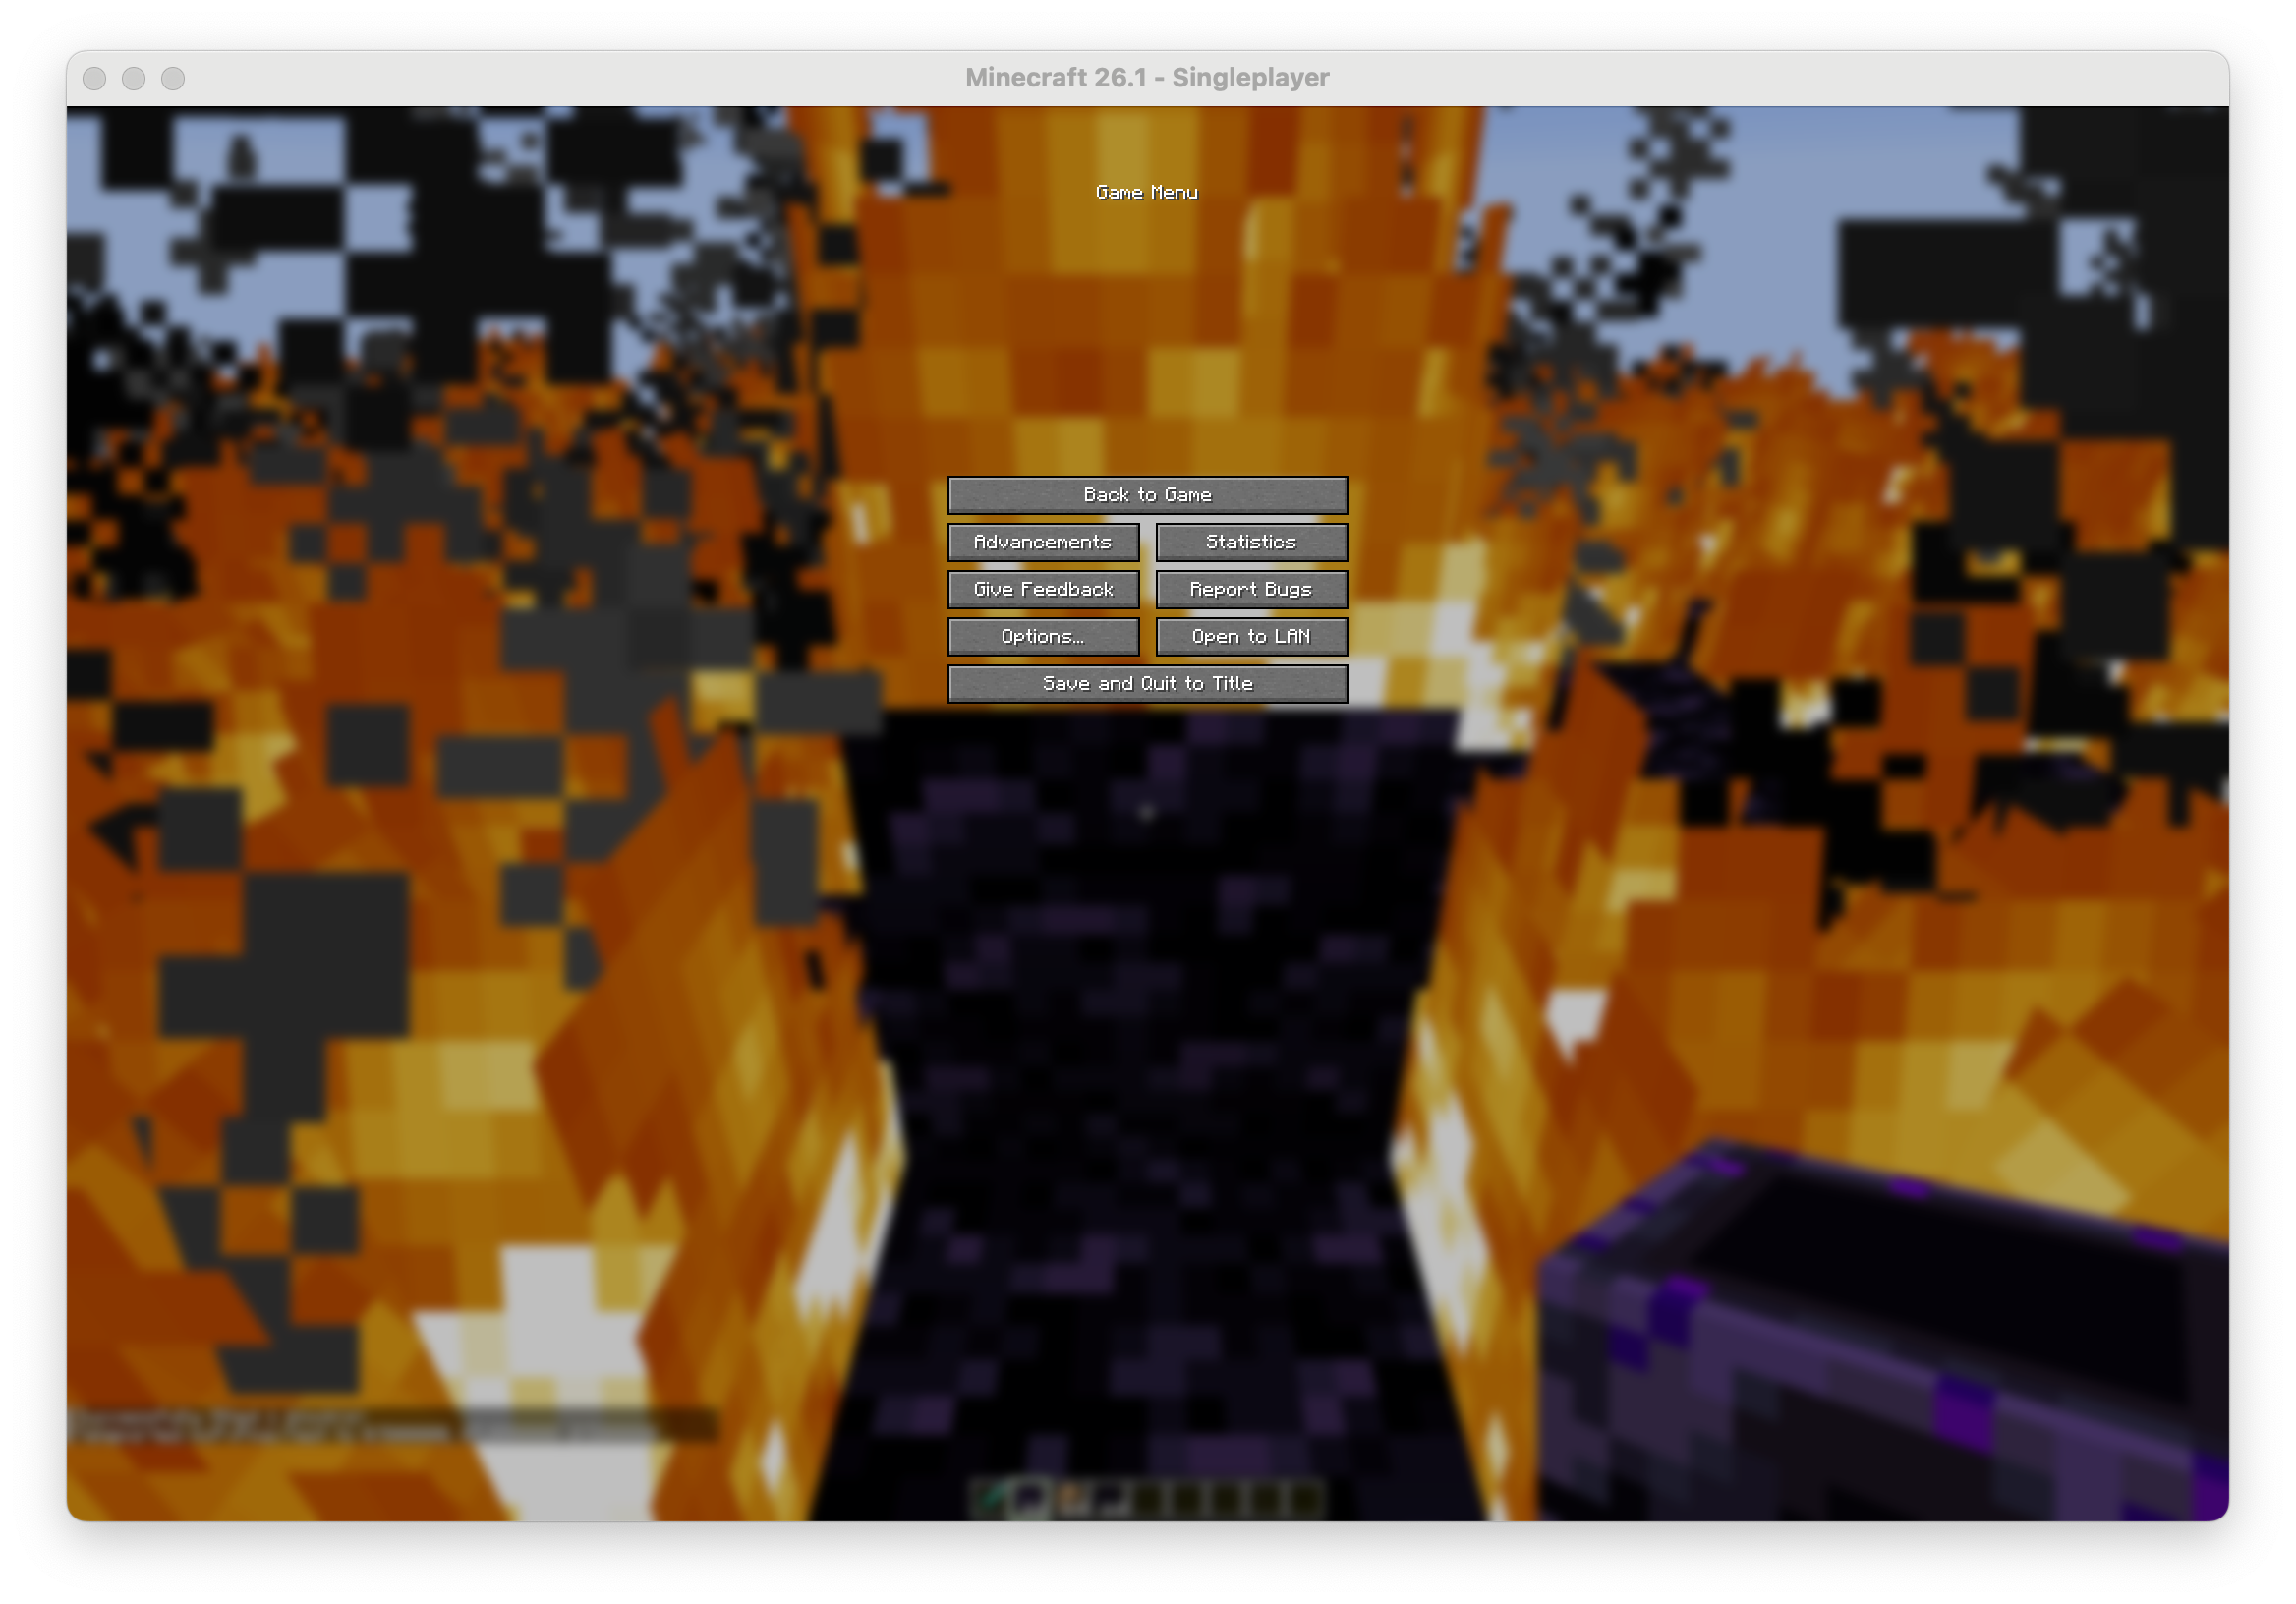 Minecraft 26.1 - Singleplayer
Game Menu
Back to Game
Advancements
Statistics
Give Feedback
Report Bugs
Options...
Open to LAN
Save and Quit to Title